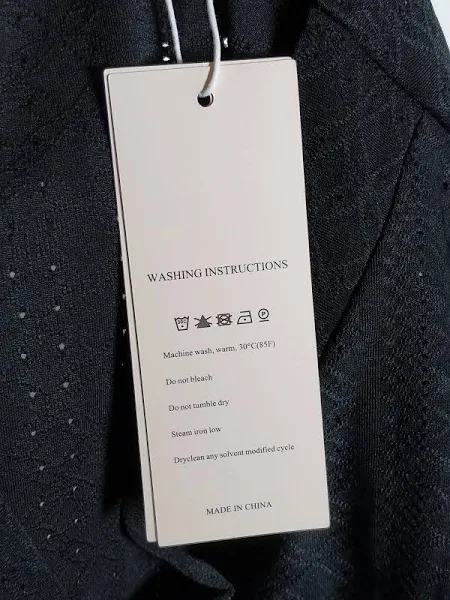 WASHING INSTRUCTIONS
P
Machine wash, warm, 30°C(85F)
Do not bleach
Do not tumble dry
Steam iron low
Dryclean any solvent modified cycle
MADE IN CHINA